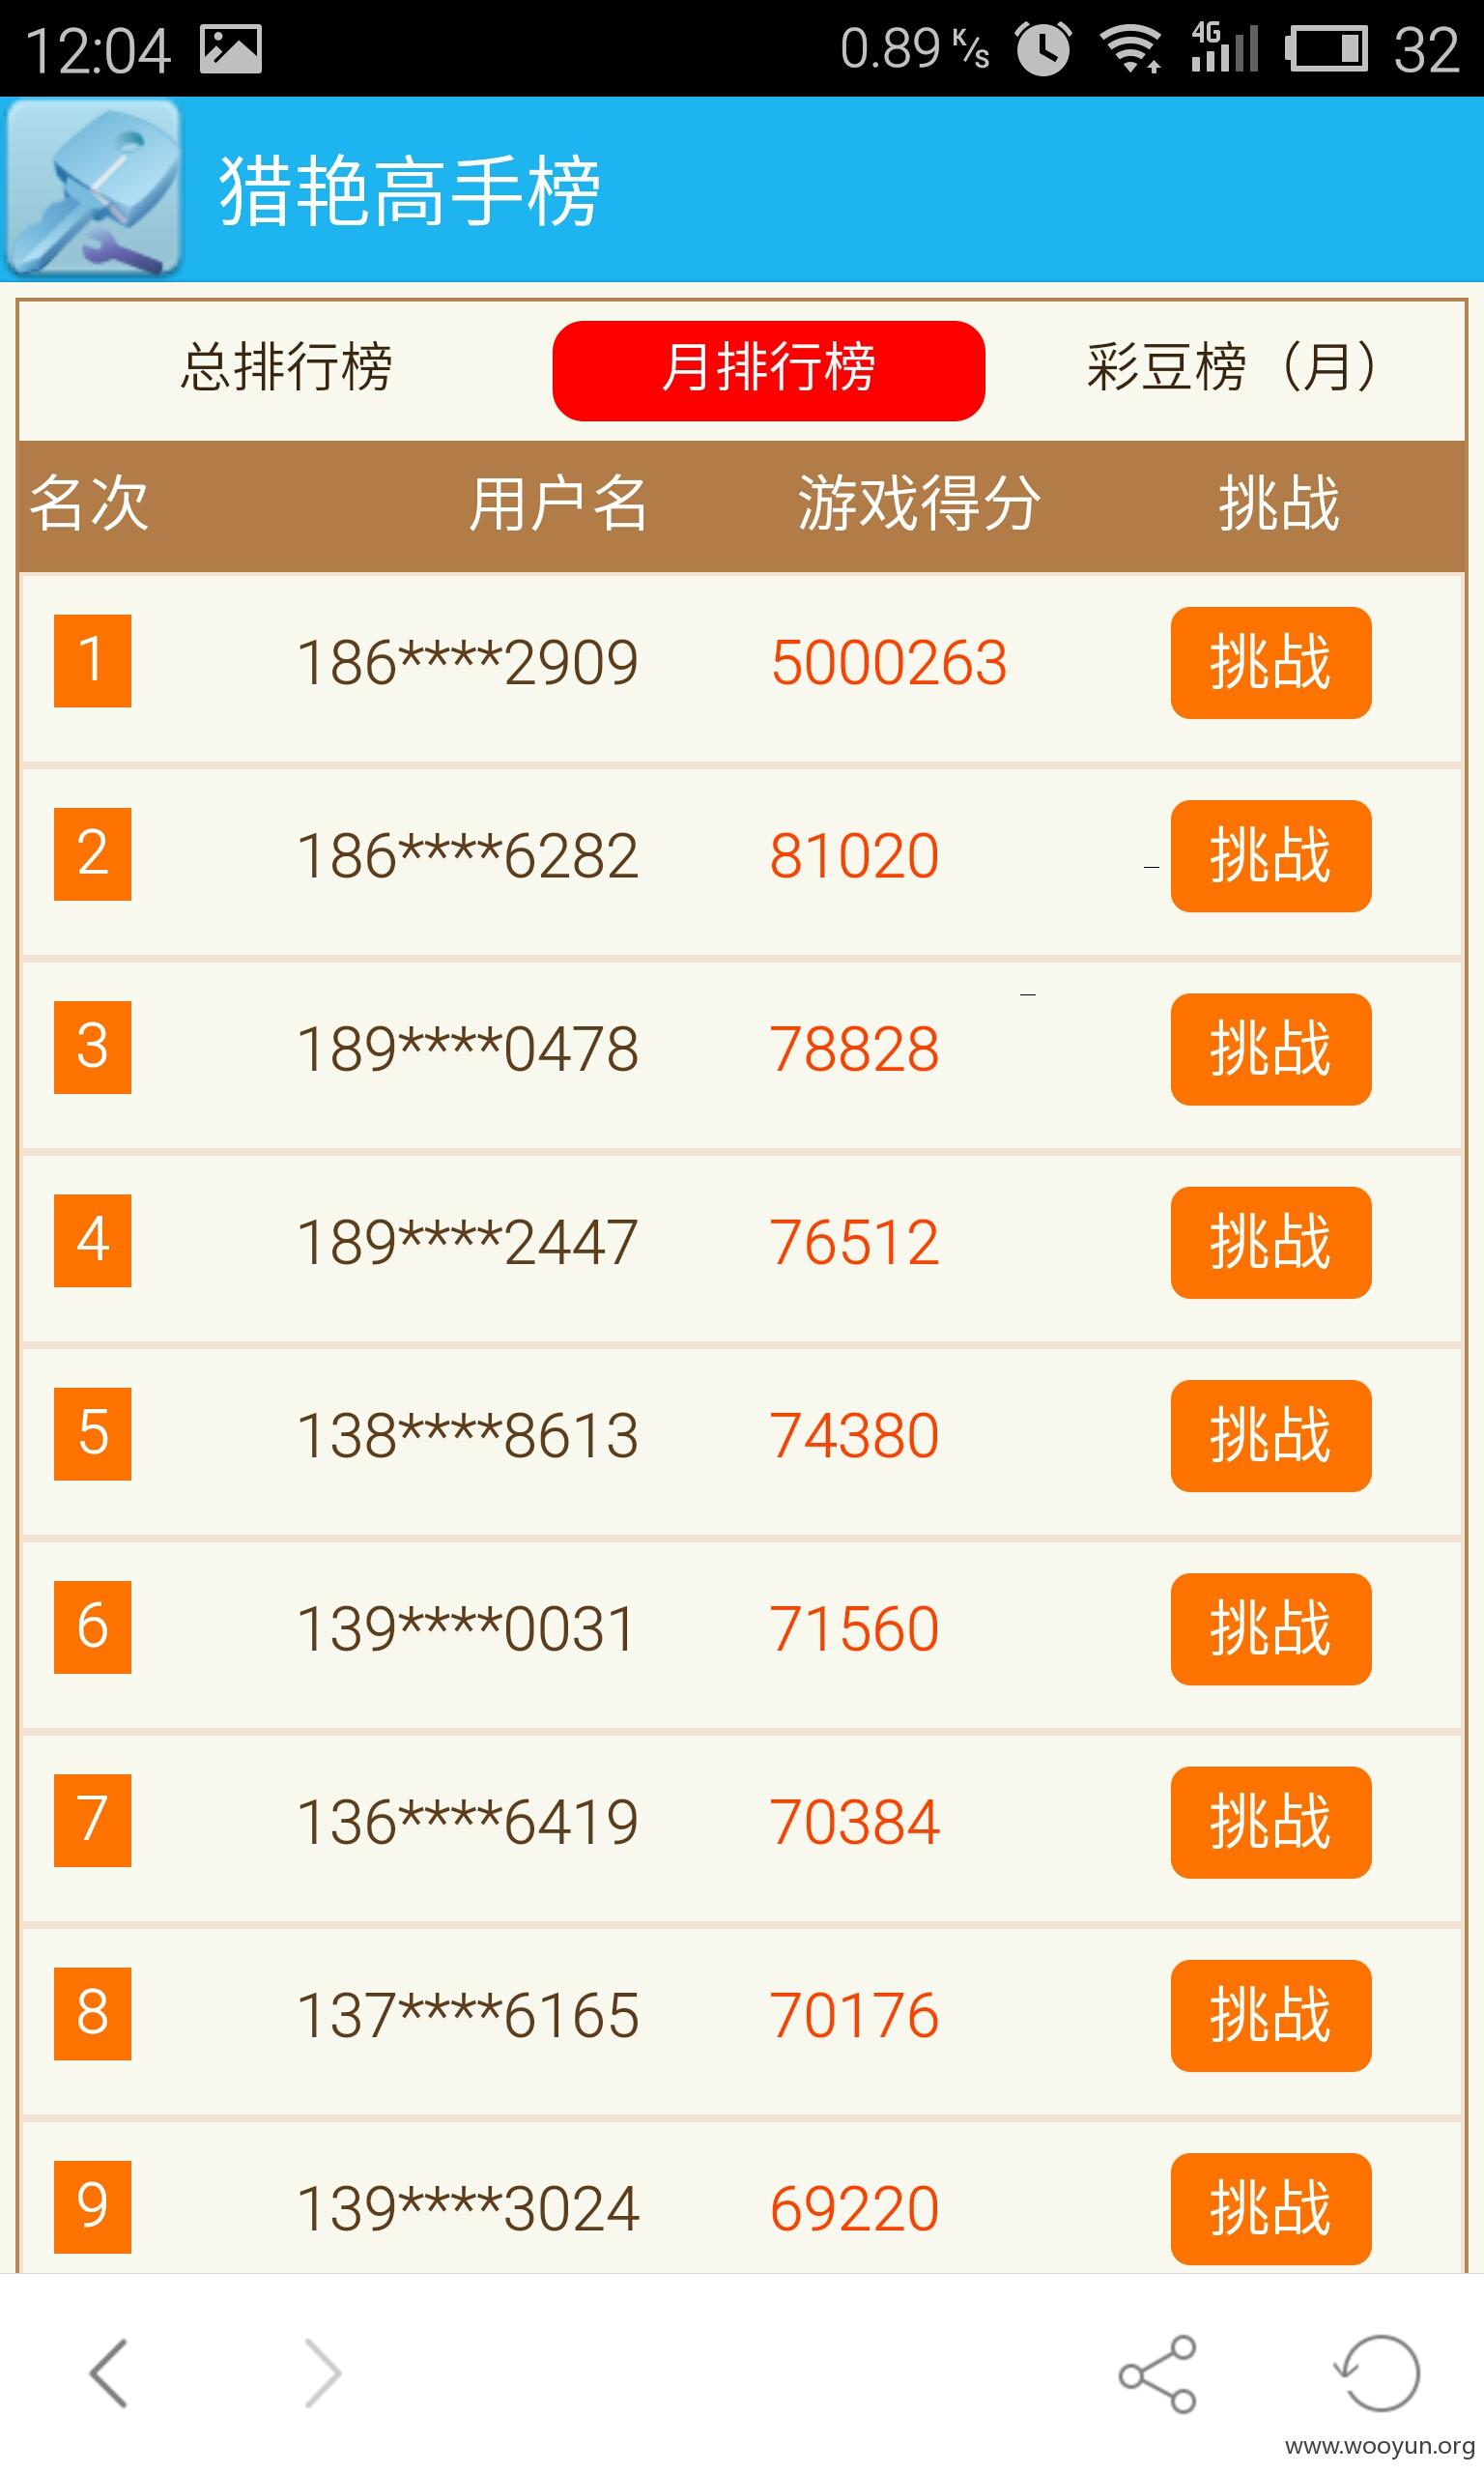 12:04 0.89 K/s 4G 32
猎艳高手榜
总排行榜 月排行榜 彩豆榜（月）
名次 用户名 游戏得分 挑战
1 186****2909 5000263 挑战
2 186****6282 81020 挑战
3 189****0478 78828 挑战
4 189****2447 76512 挑战
5 138****8613 74380 挑战
6 139****0031 71560 挑战
7 136****6419 70384 挑战
8 137****6165 70176 挑战
9 139****3024 69220 挑战
www.wooyun.org